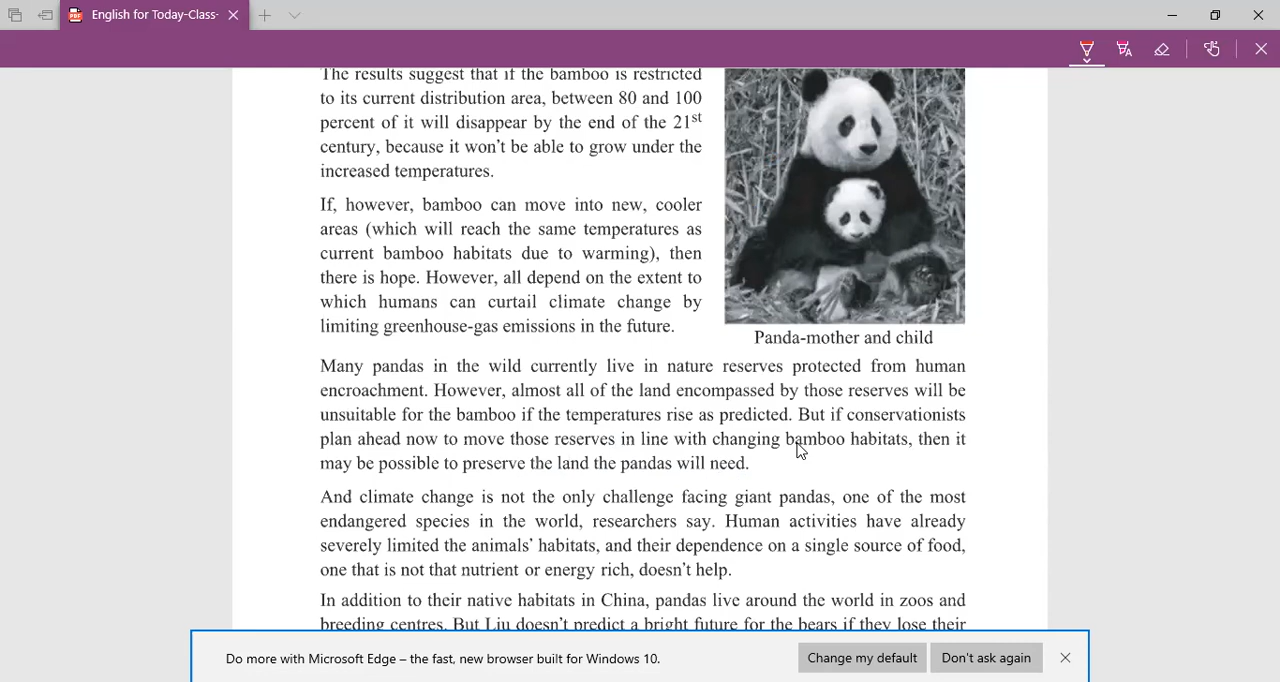 English for Today-Class-
The results suggest that if the bamboo is restricted
to its current distribution area, between 80 and 100
percent of it will disappear by the end of the 21st
century, because it won't be able to grow under the
increased temperatures.
If, however, bamboo can move into new, cooler
areas (which will reach the same temperatures as
current bamboo habitats due to warming), then
there is hope. However, all depend on the extent to
which humans can curtail climate change by
limiting greenhouse-gas emissions in the future.
Panda-mother and child
Many pandas in the wild currently live in nature reserves protected from human
encroachment. However, almost all of the land encompassed by those reserves will be
unsuitable for the bamboo if the temperatures rise as predicted. But if conservationists
plan ahead now to move those reserves in line with changing bamboo habitats, then it
may be possible to preserve the land the pandas will need.
And climate change is not the only challenge facing giant pandas, one of the most
endangered species in the world, researchers say. Human activities have already
severely limited the animals' habitats, and their dependence on a single source of food,
one that is not that nutrient or energy rich, doesn't help.
In addition to their native habitats in China, pandas live around the world in zoos and
breeding centres. But Liu doesn't predict a bright future for the bears if they lose their
Do more with Microsoft Edge – the fast, new browser built for Windows 10.
Change my default
Don't ask again